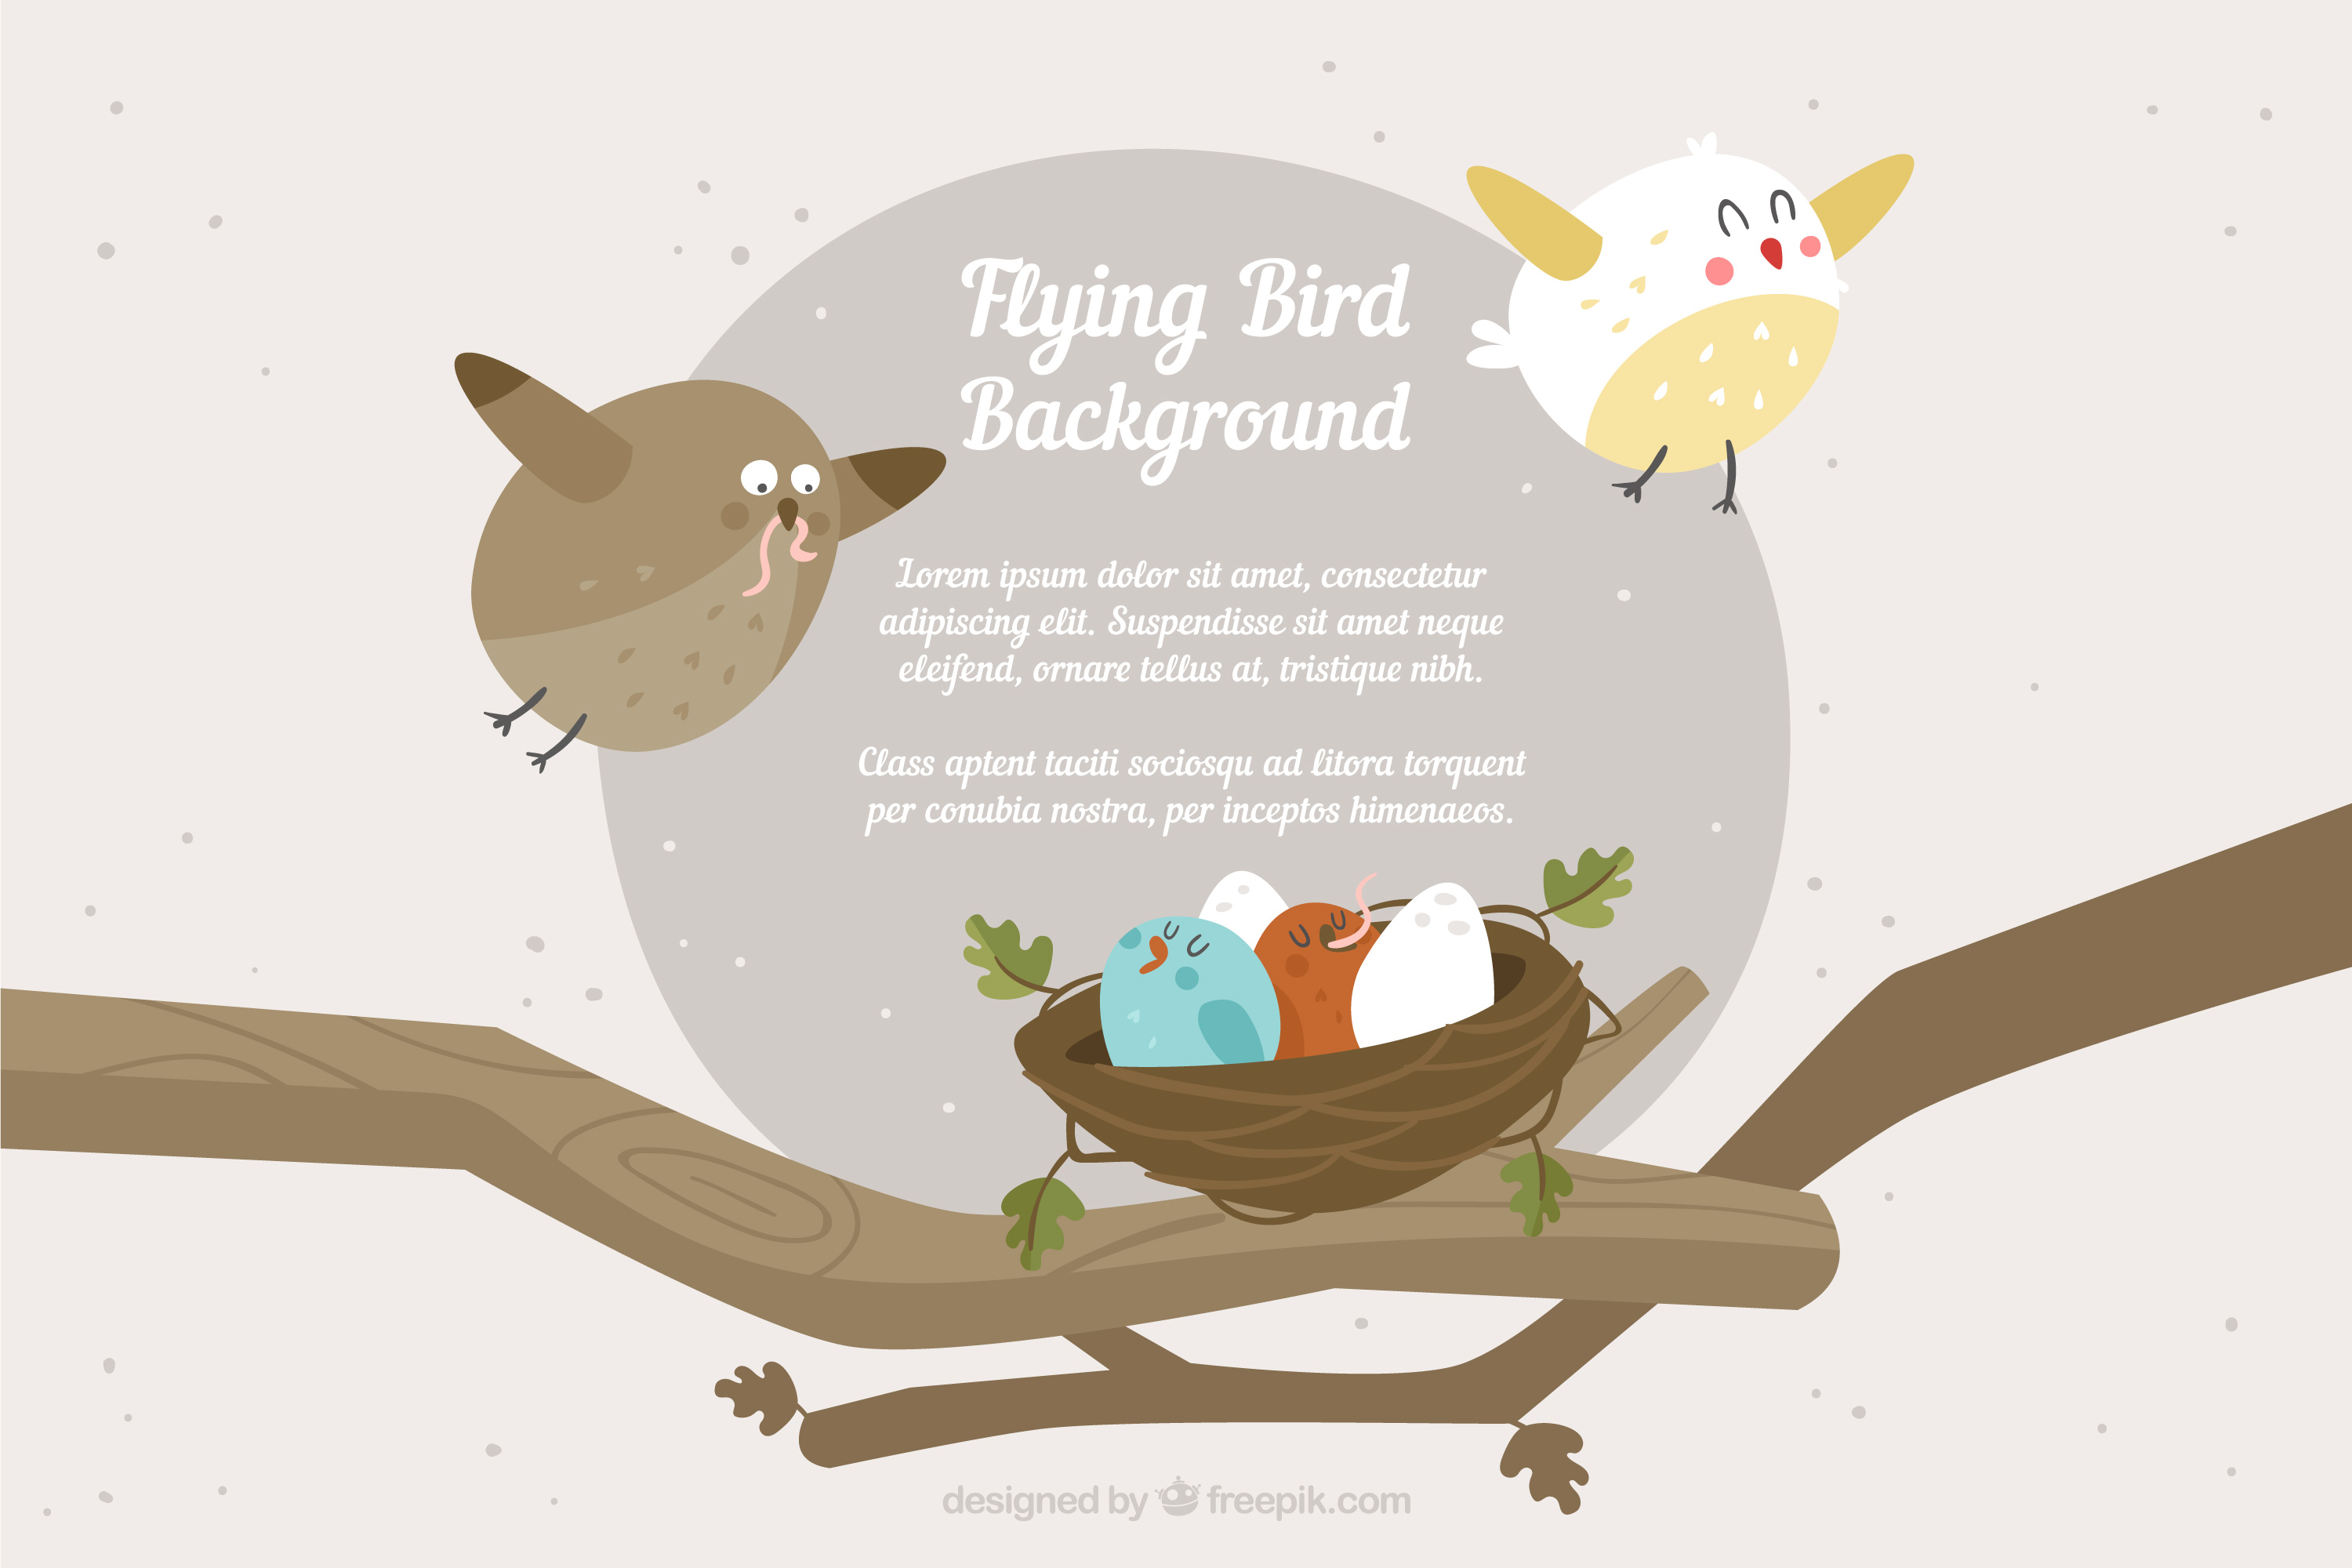 Flying Bird
Background
Lorem ipsum dolor sit amet, consectetur
adipiscing elit. Suspendisse sit amet neque
eleifend, ornare tellus at, tristique nibh.
Class aptent taciti sociosqu ad litora torquent
per conubia nostra, per inceptos himenaeos.
designed by freepik.com